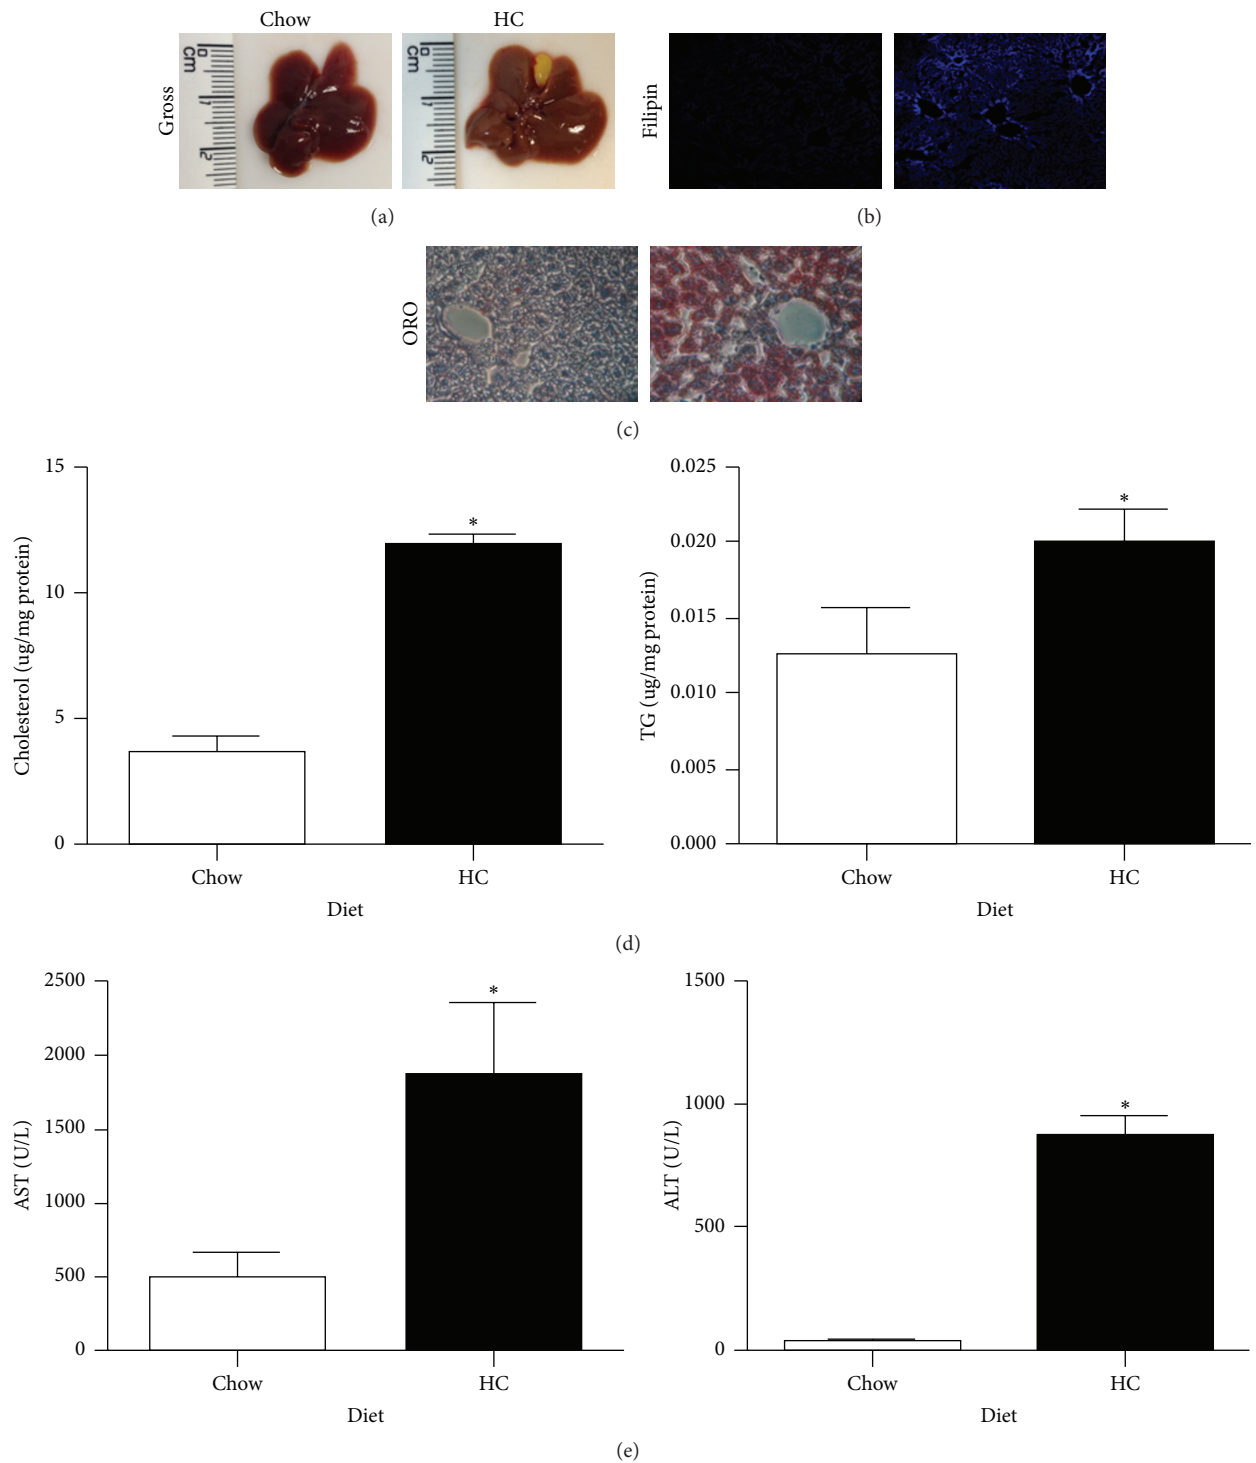 Chow
HC
Gross
0
cm
1
2
0
cm
1
2
(a)
Filipin
(b)
ORO
(c)
15
10
5
0
Cholesterol (ug/mg protein)
*
Chow
HC
Diet
0.025
0.020
0.015
0.010
0.005
0.000
TG (ug/mg protein)
*
Chow
HC
Diet
(d)
2500
2000
1500
1000
500
0
AST (U/L)
*
Chow
HC
Diet
1500
1000
500
0
ALT (U/L)
*
Chow
HC
Diet
(e)